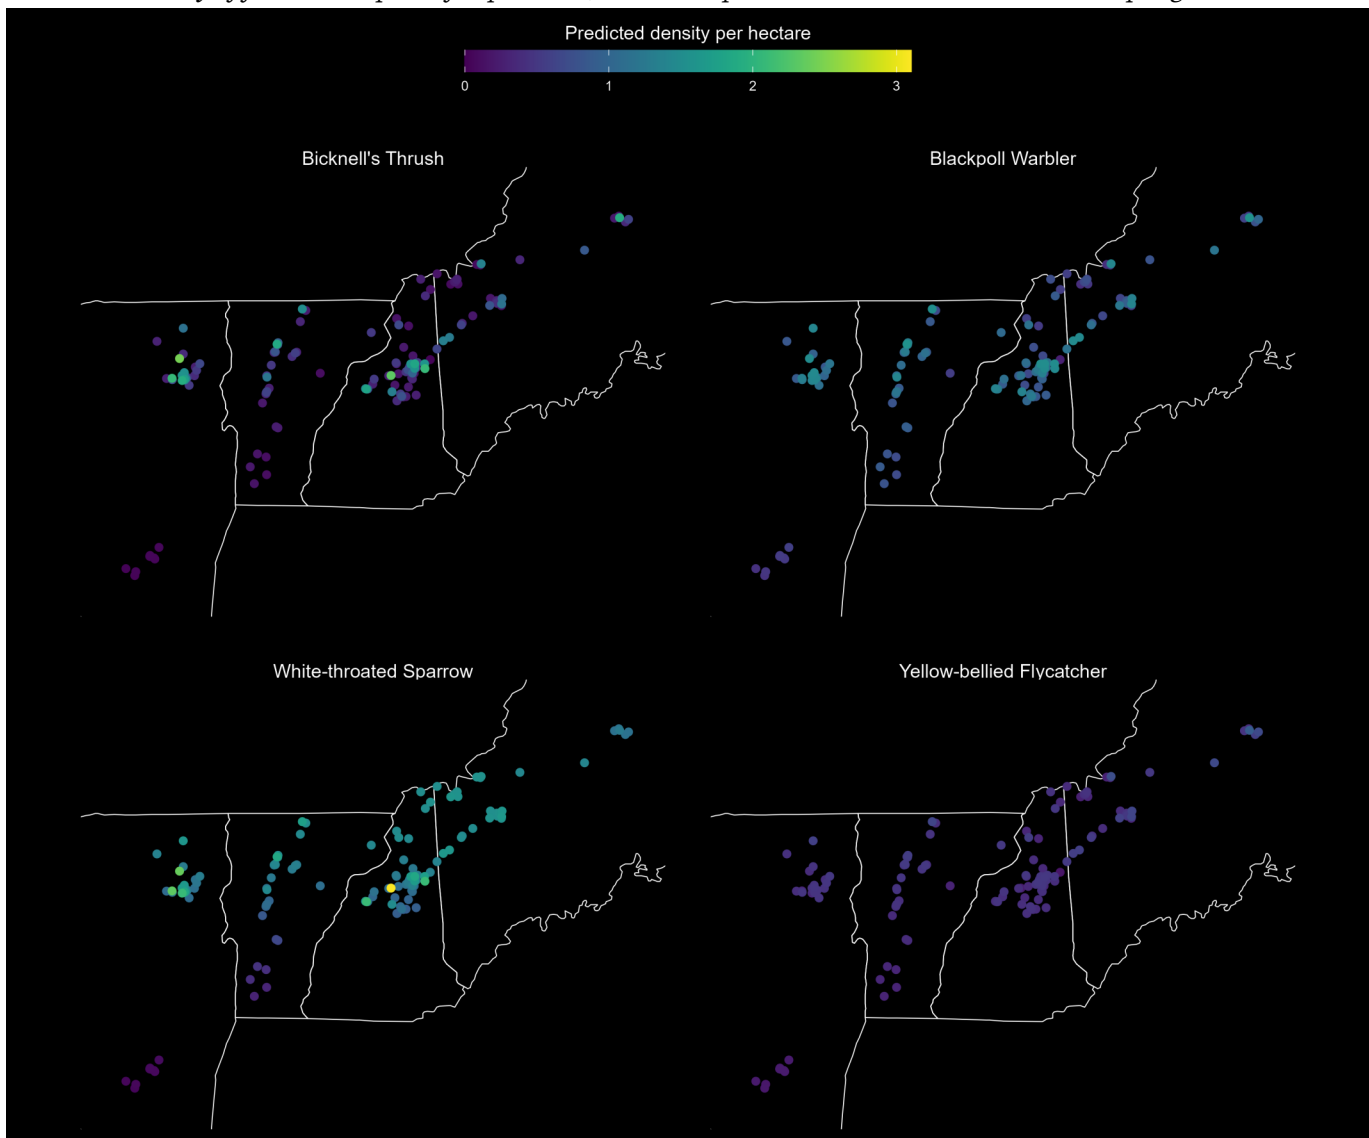 Predicted density per hectare
0 1 2 3
Bicknell's Thrush Blackpoll Warbler
White-throated Sparrow Yellow-bellied Flycatcher